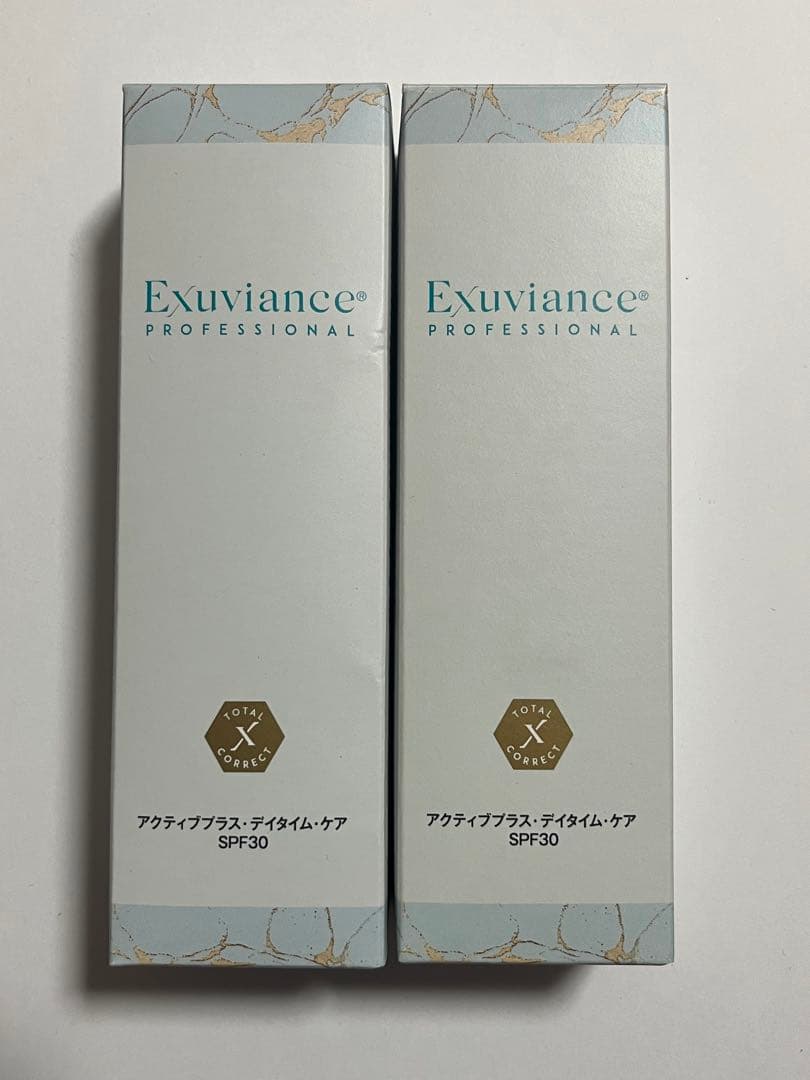 Exuviance®
PROFESSIONAL
TOTAL
X
CORRECT
アクティブプラス・デイタイム・ケア
SPF30
Exuviance®
PROFESSIONAL
TOTAL
X
CORRECT
アクティブプラス・デイタイム・ケア
SPF30